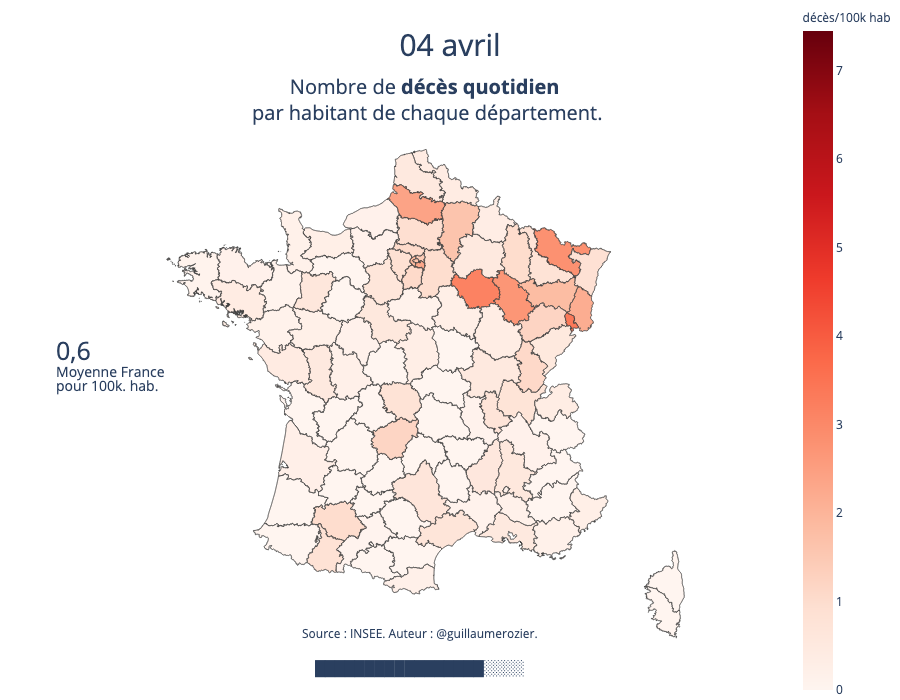 décès/100k hab
04 avril
Nombre de décès quotidien
par habitant de chaque département.
7
6
5
4
3
2
1
0
0,6
Moyenne France
pour 100k. hab.
Source : INSEE. Auteur : @guillaumerozier.